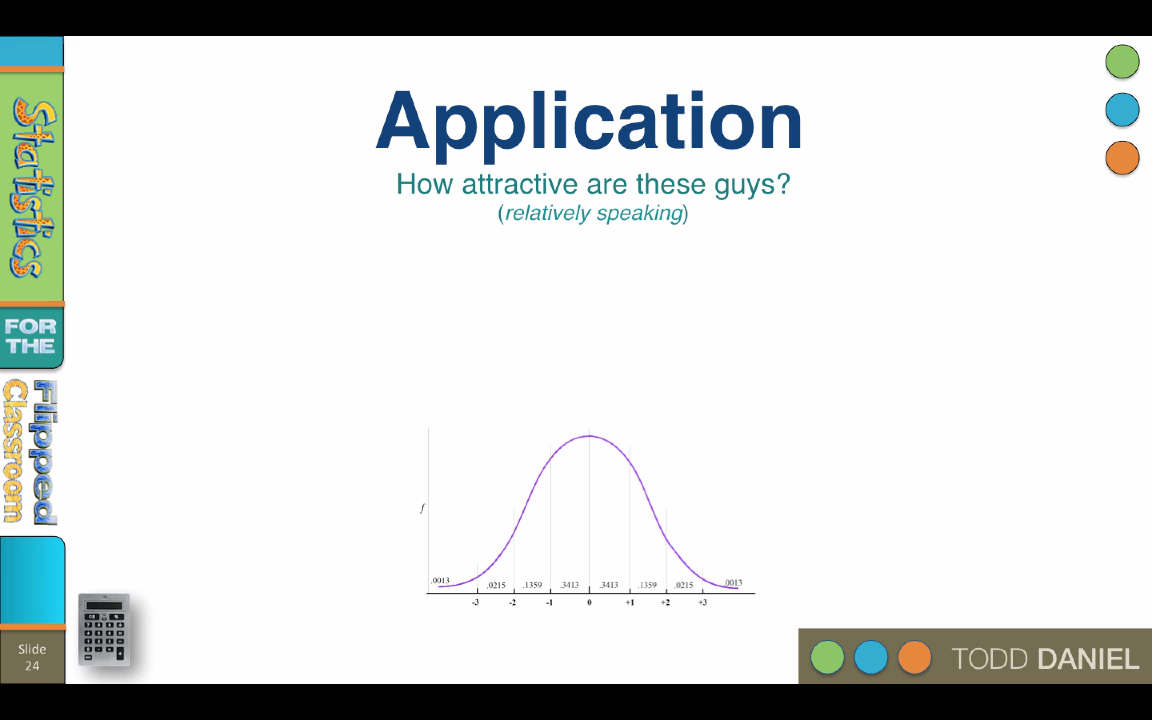 Application
How attractive are these guys?
(relatively speaking)
Statistics
FOR
THE
Flipped
Classroom
f
.0013 .0215 .1359 .3413 .3413 .1359 .0215 .0013
-3 -2 -1 0 +1 +2 +3
Slide
24
TODD DANIEL